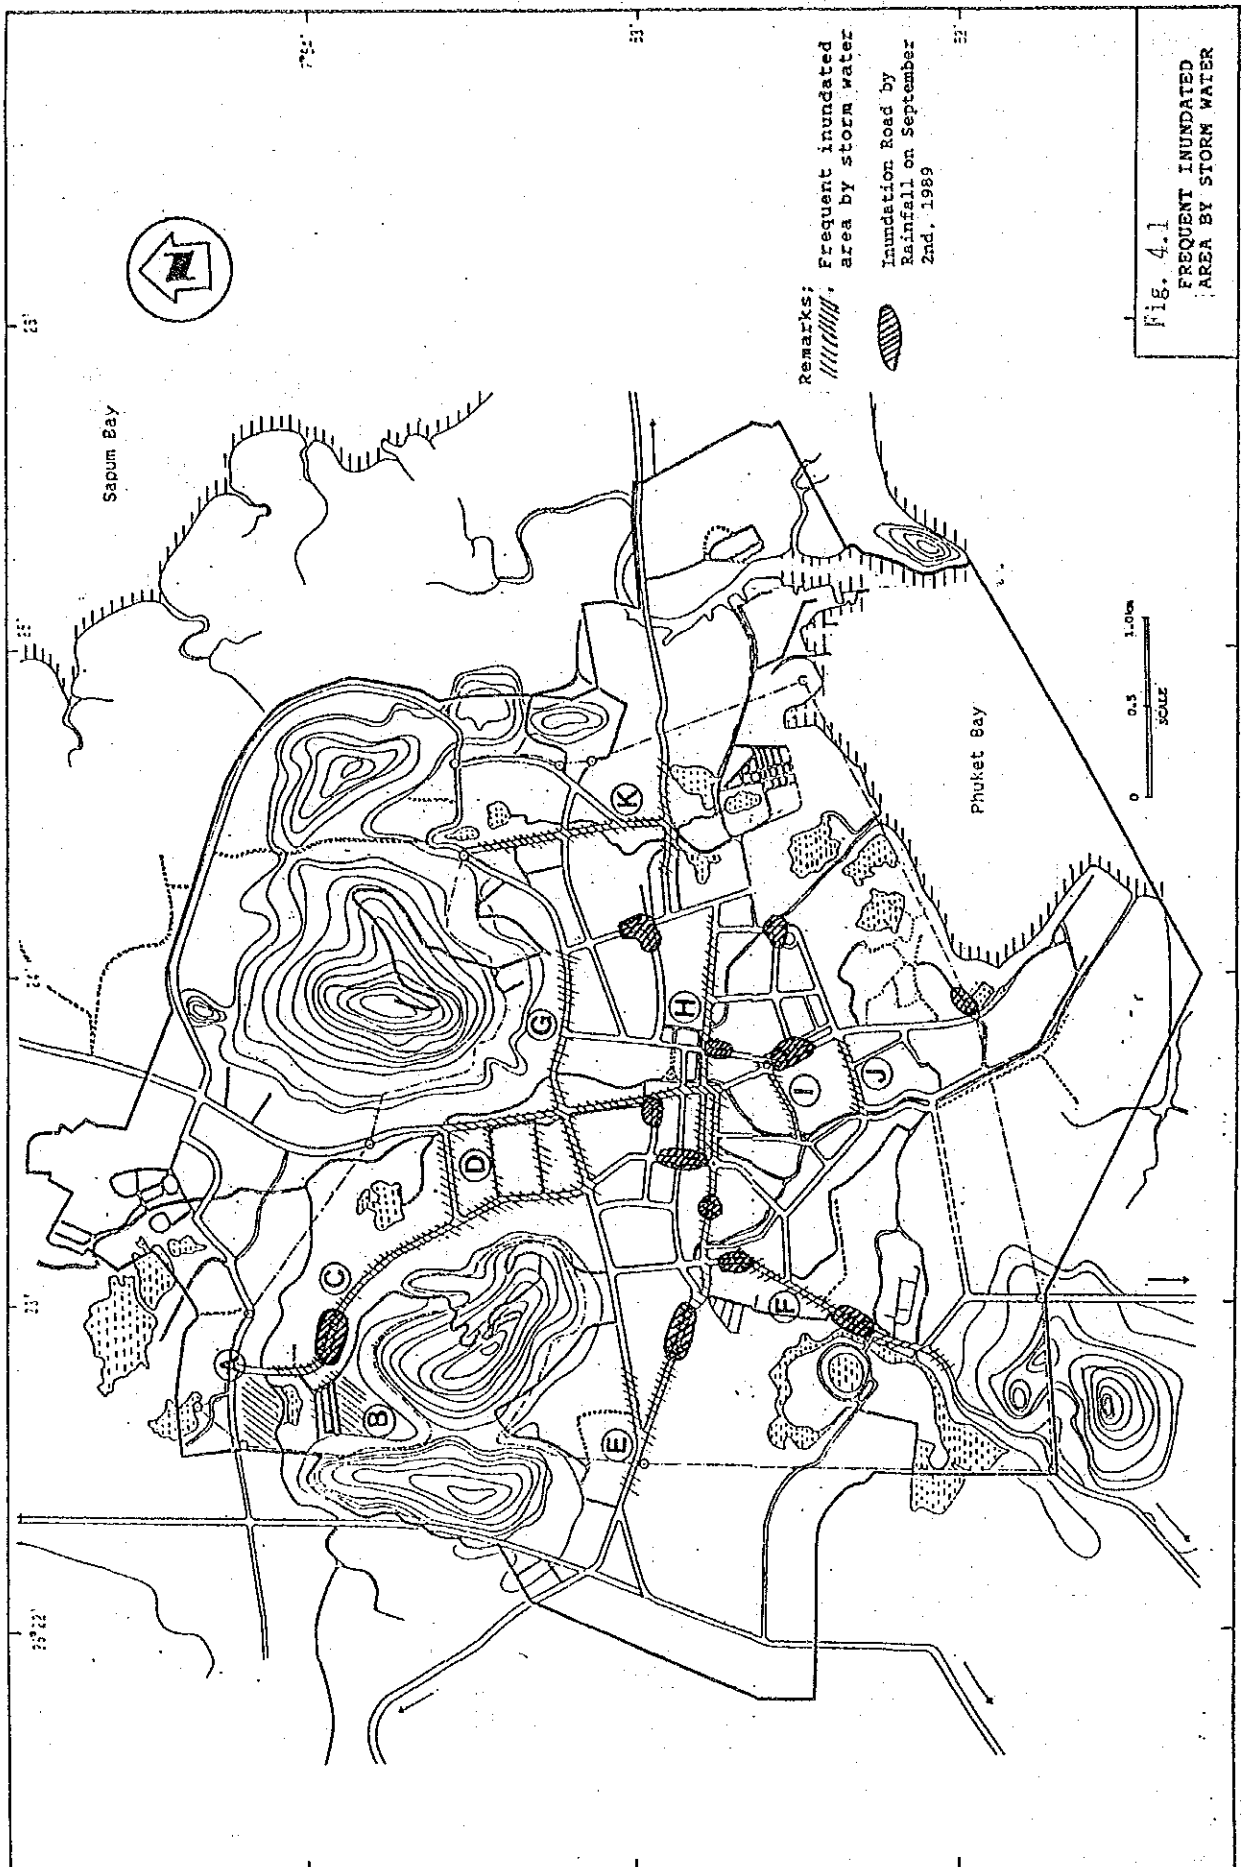 Sapum Bay
N
Remarks;
Frequent inundated
area by storm water
Inundation Road by
Rainfall on September
2nd, 1989
A
B
C
D
E
F
G
H
I
J
K
Phuket Bay
0 0.5 1.0km
SCALE
Fig. 4.1
FREQUENT INUNDATED
AREA BY STORM WATER